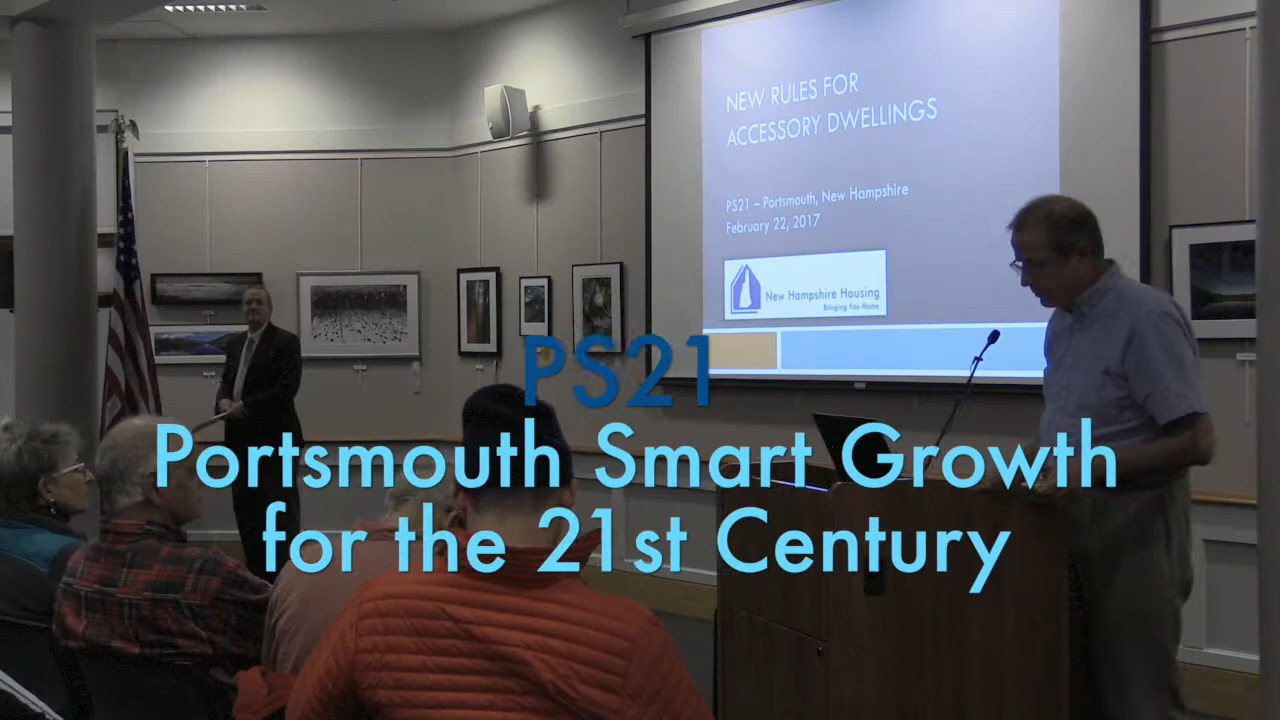 NEW RULES FOR
ACCESSORY DWELLINGS
PS21 – Portsmouth, New Hampshire
February 22, 2017
New Hampshire Housing
Bringing You Home
PS21
Portsmouth Smart Growth
for the 21st Century